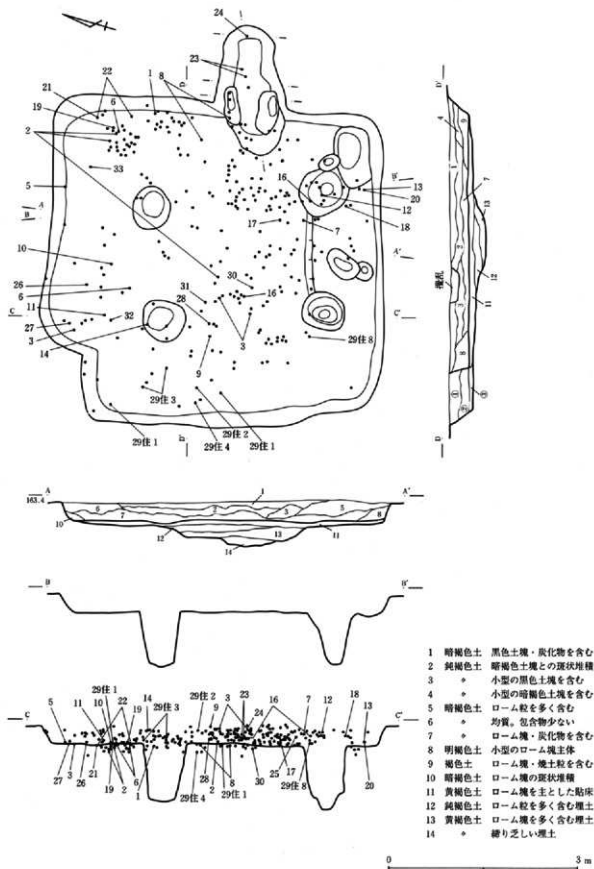 24
23
22
1
8
D
21
6
19
2
33
5
A
B
16
B'
13
20
12
18
17
7
A'
10
30
26
31
16
6
28
11
32
C
27
3
14
3
9
C'
29住 8
29住 3
29住 2
29住 1
29住 4
29住 1
D'
D'
4
9
1
7
13
2
12
撹乱
3
11
8
①
②
③
D
A
163.4
1
A'
6
2
3
5
10
7
8
12
13
11
14
B
B'
C
C'
29住 1
22
14
29住 3
29住 2
3
23
7
18
5
11
10
19
9
24
16
12
13
27
3
26
21
19
2
6
1
29住 4
28
2
8
29住 1
30
25
17
29住 8
20
1 暗褐色土 黒色土塊・炭化物を含む
2 鈍褐色土 暗褐色土塊との斑状堆積
3 〃 小型の黒色土塊を含む
4 〃 小型の暗褐色土塊を含む
5 暗褐色土 ローム粒を多く含む
6 〃 均質。包含物少ない
7 〃 ローム塊・炭化物を含む
8 明褐色土 小型のローム塊主体
9 褐色土 ローム塊・焼土粒を含む
10 暗褐色土 ローム塊の斑状堆積
11 黄褐色土 ローム塊を主とした貼床
12 鈍褐色土 ローム粒を多く含む埋土
13 黄褐色土 ローム塊を多く含む埋土
14 〃 締り乏しい埋土
0 3 m